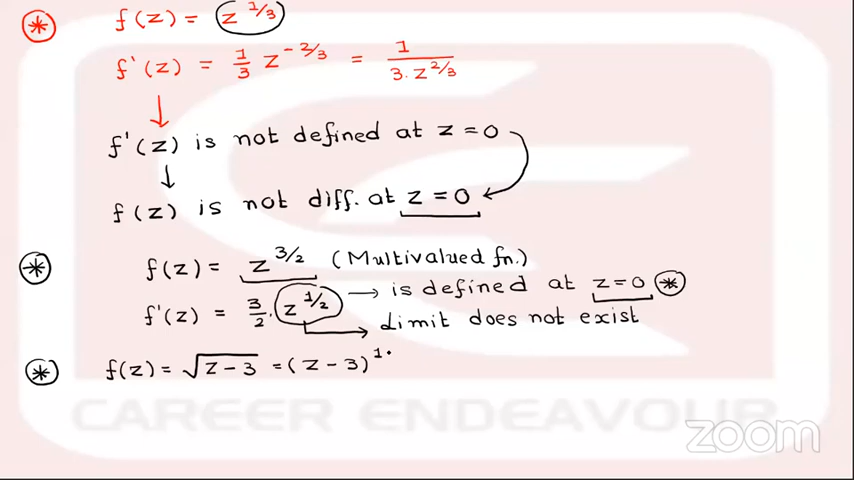 * f(z) = z^1/3
f'(z) = 1/3 z^-2/3 = 1/3.z^2/3
↓
f'(z) is not defined at z=0
↓
f(z) is not diff. at z=0
* f(z) = z^3/2 (Multivalued fn.)
f'(z) = 3/2. z^1/2 → is defined at z=0 *
→ Limit does not exist
* f(z) = √z-3 = (z-3)^1
CAREER ENDEAVOUR
zoom